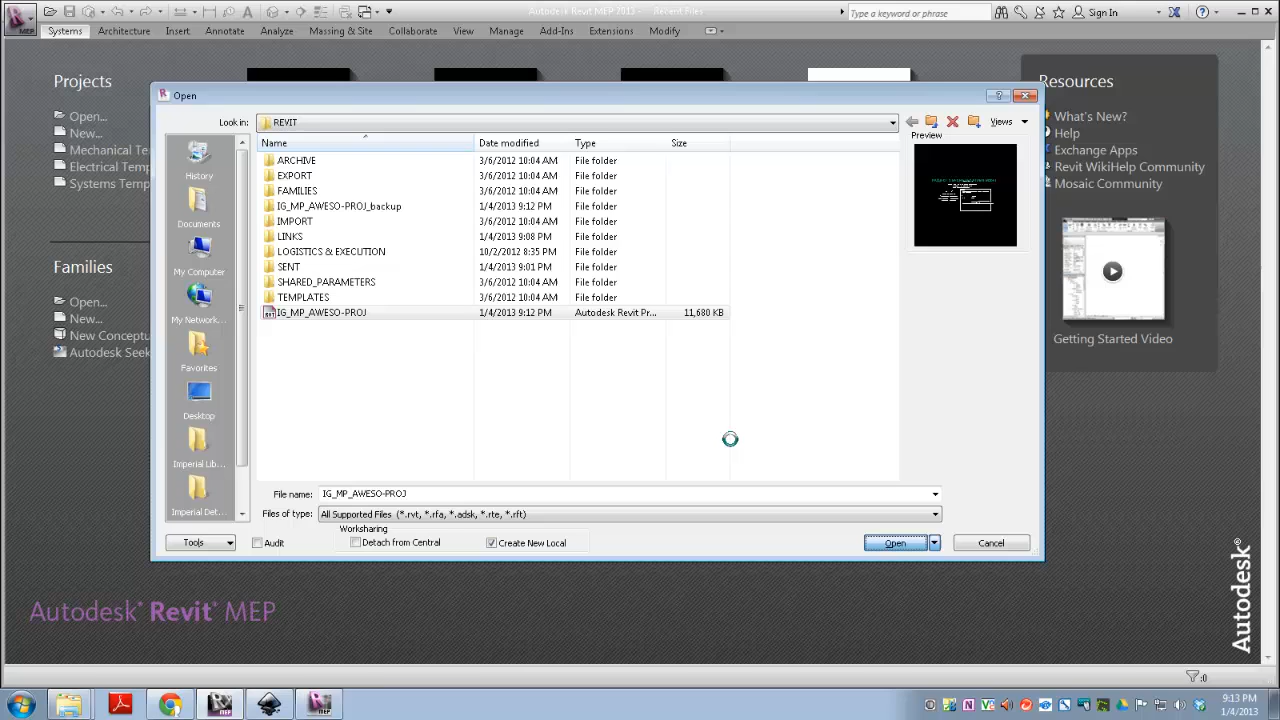 Autodesk Revit MEP 2013 - Recent Files
Type a keyword or phrase
Sign In
MEP
Systems Architecture Insert Annotate Analyze Massing & Site Collaborate View Manage Add-Ins Extensions Modify
Projects
Open...
New...
Mechanical Te
Electrical Temp
Systems Temp
Families
Open...
New...
New Conceptu
Autodesk Seek
Resources
What's New?
Help
Exchange Apps
Revit WikiHelp Community
Mosaic Community
Getting Started Video
Open
Look in: REVIT
Views
Preview
History
Documents
My Computer
My Network...
Favorites
Desktop
Imperial Lib...
Imperial Det...
Name Date modified Type Size
ARCHIVE 3/6/2012 10:04 AM File folder
EXPORT 3/6/2012 10:04 AM File folder
FAMILIES 3/6/2012 10:04 AM File folder
IG_MP_AWESO-PROJ_backup 1/4/2013 9:12 PM File folder
IMPORT 3/6/2012 10:04 AM File folder
LINKS 1/4/2013 9:08 PM File folder
LOGISTICS & EXECUTION 10/2/2012 8:35 PM File folder
SENT 1/4/2013 9:01 PM File folder
SHARED_PARAMETERS 3/6/2012 10:04 AM File folder
TEMPLATES 3/6/2012 10:04 AM File folder
IG_MP_AWESO-PROJ 1/4/2013 9:12 PM Autodesk Revit Pr... 11,680 KB
File name: IG_MP_AWESO-PROJ
Files of type: All Supported Files (*.rvt, *.rfa, *.adsk, *.rte, *.rft)
Worksharing
Tools Audit Detach from Central Create New Local Open Cancel
Autodesk® Revit® MEP
Autodesk®
:0
9:13 PM
1/4/2013